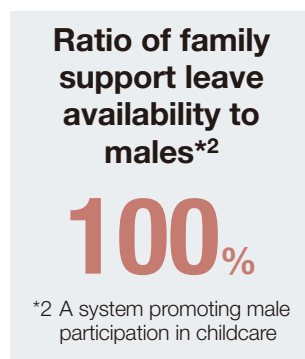 Ratio of family
support leave
availability to
males*2
100%
*2 A system promoting male
participation in childcare